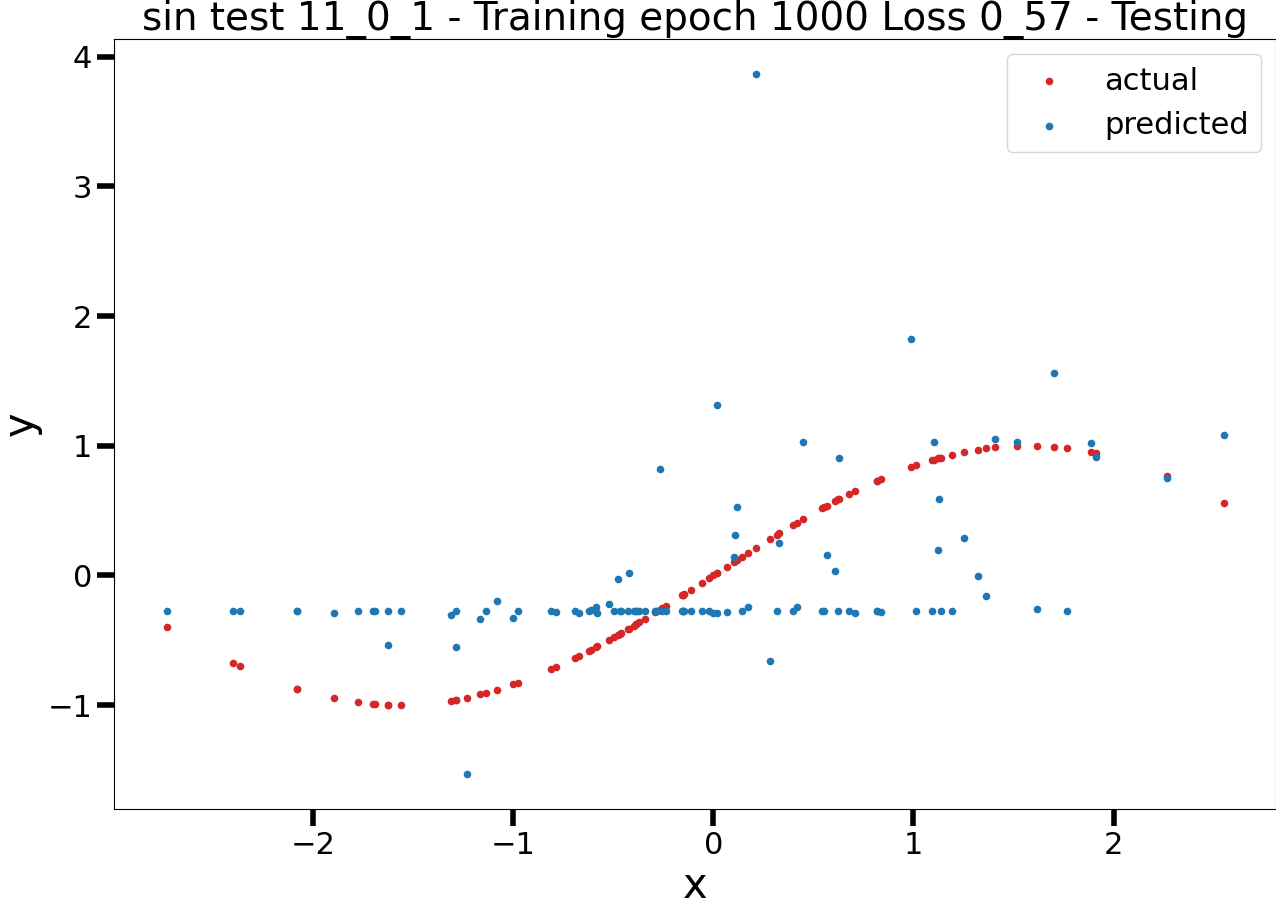 sin test 11_0_1 - Training epoch 1000 Loss 0_57 - Testing
actual
predicted
4
3
2
1
0
−1
y
−2
−1
0
1
2
x